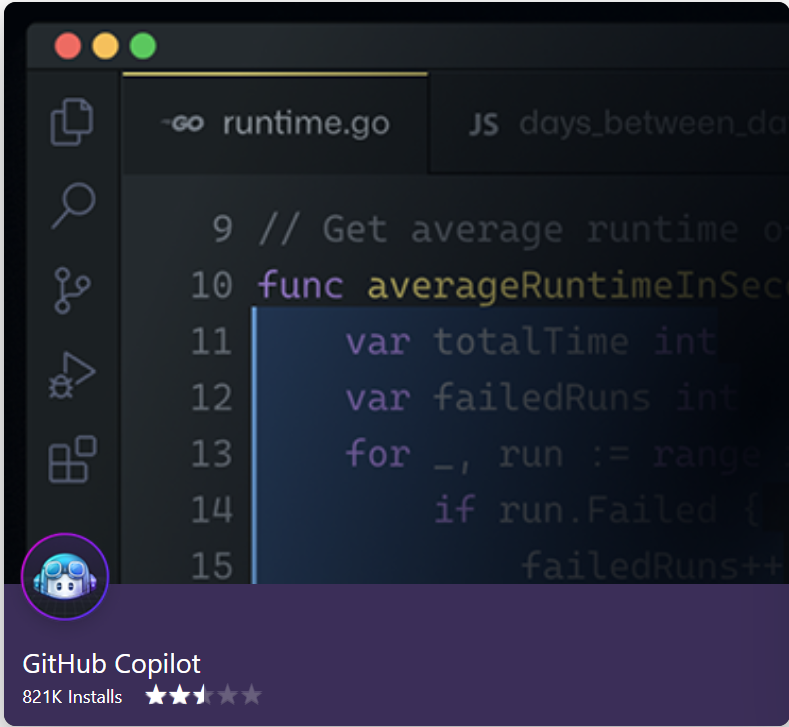 GO runtime.go JS days_between_da
9 // Get average runtime o
10 func averageRuntimeInSec
11 var totalTime int
12 var failedRuns int
13 for _, run := range
14 if run.Failed {
15 failedRuns++
GitHub Copilot
821K Installs